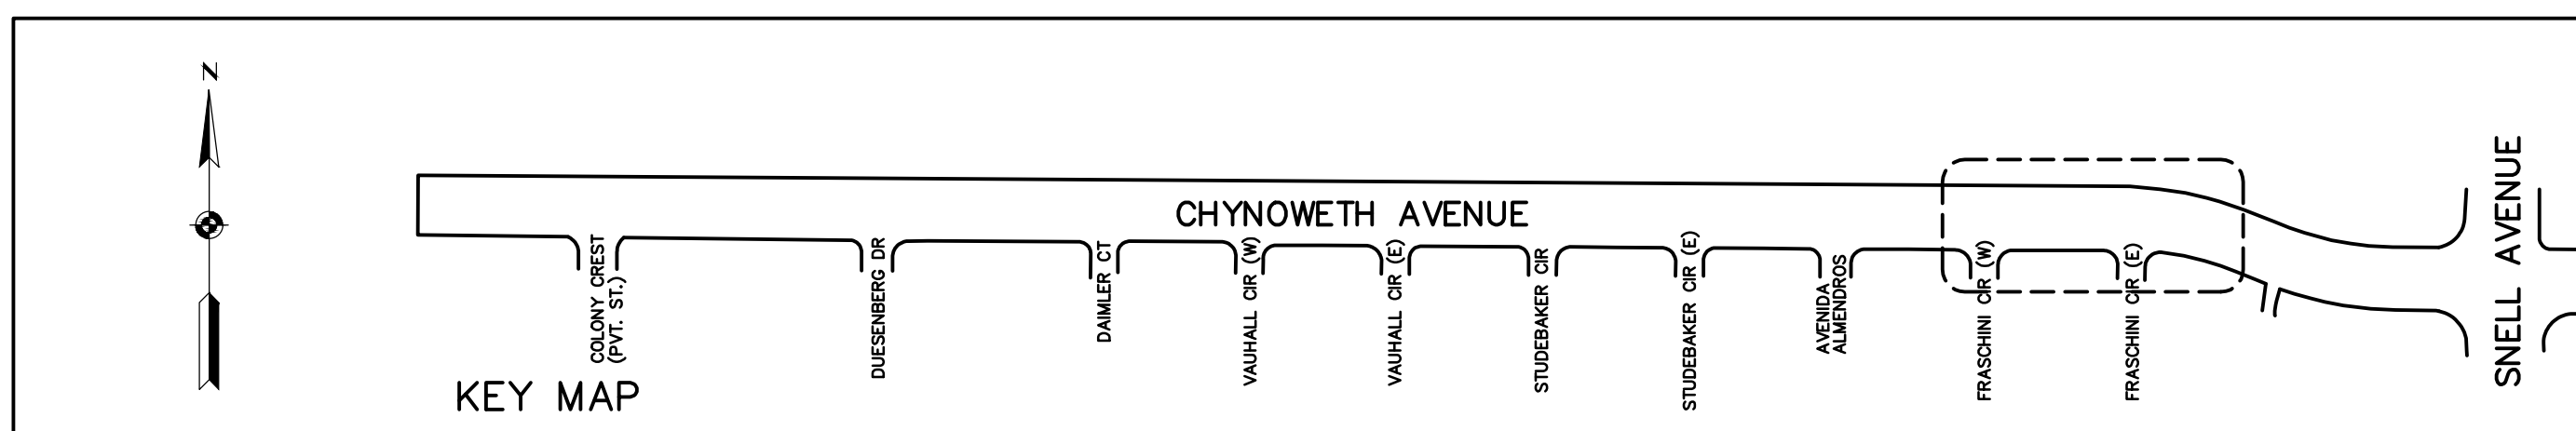 N
CHYNOWETH AVENUE
COLONY CREST
(PVT. ST.)
DUESENBERG DR
DAIMLER CT
VAUHALL CIR (W)
VAUHALL CIR (E)
STUDEBAKER CIR
STUDEBAKER CIR (E)
AVENIDA
ALMENDROS
FRASCHINI CIR (W)
FRASCHINI CIR (E)
SNELL AVENUE
KEY MAP